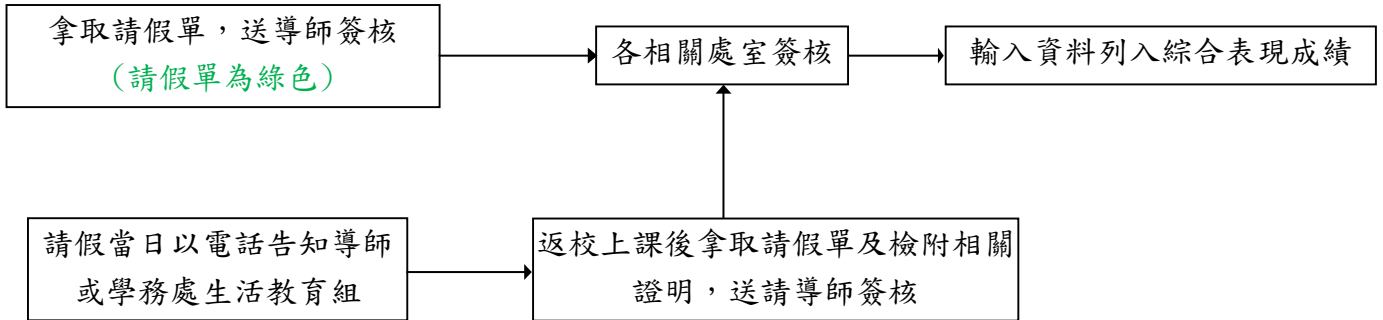 拿取請假單，送導師簽核
(請假單為綠色)
各相關處室簽核
輸入資料列入綜合表現成績
請假當日以電話告知導師
或學務處生活教育組
返校上課後拿取請假單及檢附相關
證明，送請導師簽核